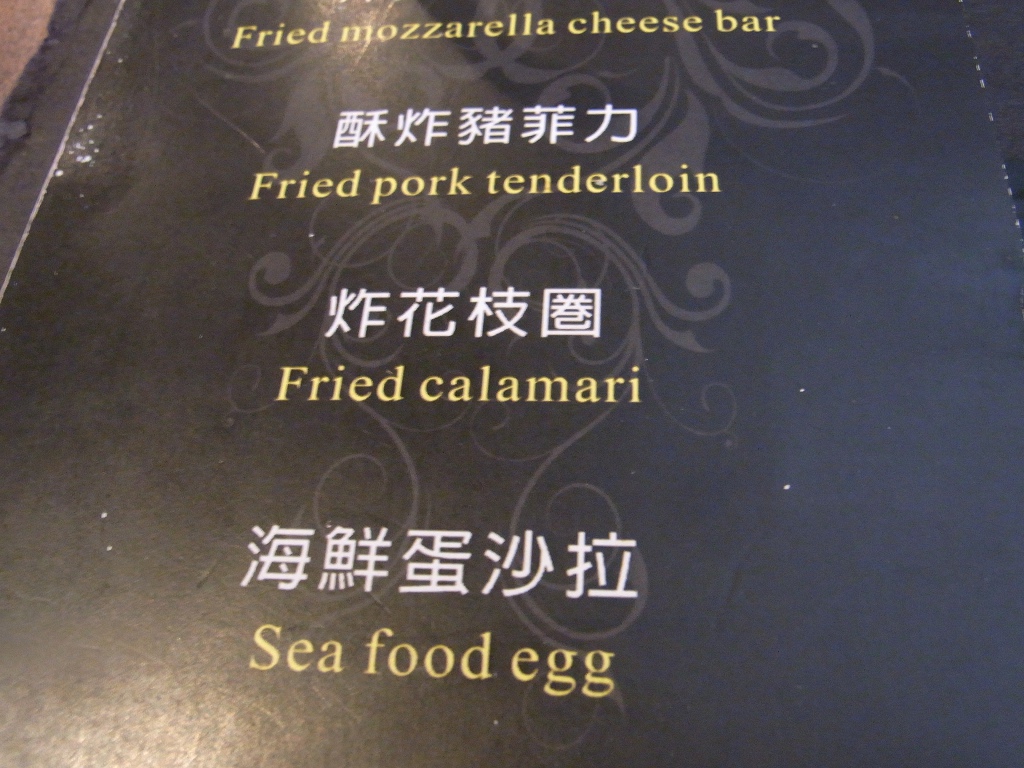 Fried mozzarella cheese bar
酥炸豬菲力
Fried pork tenderloin
炸花枝圈
Fried calamari
海鮮蛋沙拉
Sea food egg